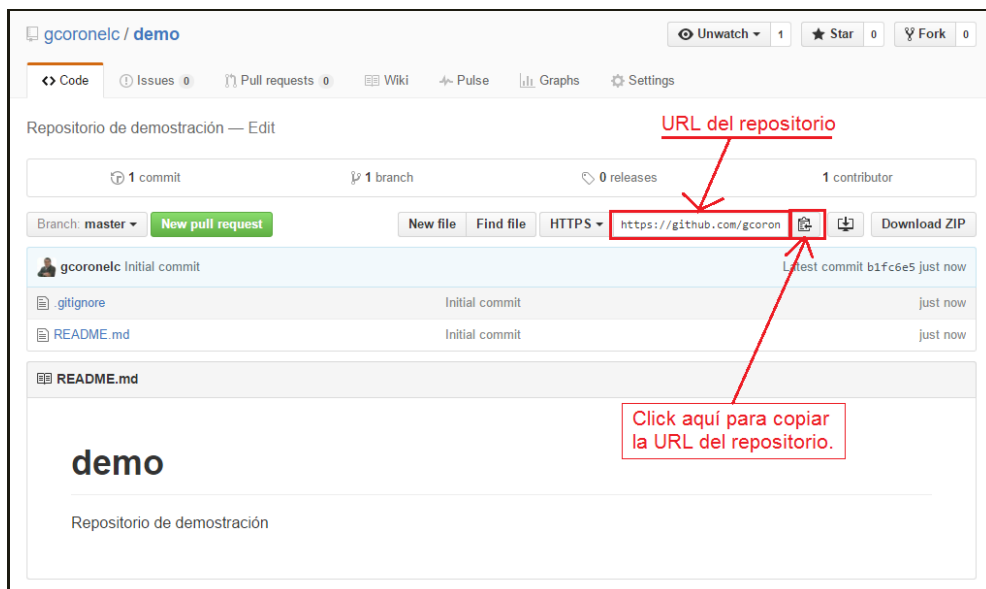 gcoronelc / demo
Unwatch 1 Star 0 Fork 0
Code Issues 0 Pull requests 0 Wiki Pulse Graphs Settings
Repositorio de demostración — Edit
URL del repositorio
1 commit 1 branch 0 releases 1 contributor
Branch: master New pull request New file Find file HTTPS https://github.com/gcoron Download ZIP
gcoronelc Initial commit Latest commit b1fc6e5 just now
.gitignore Initial commit just now
README.md Initial commit just now
README.md
Click aquí para copiar
la URL del repositorio.
demo
Repositorio de demostración